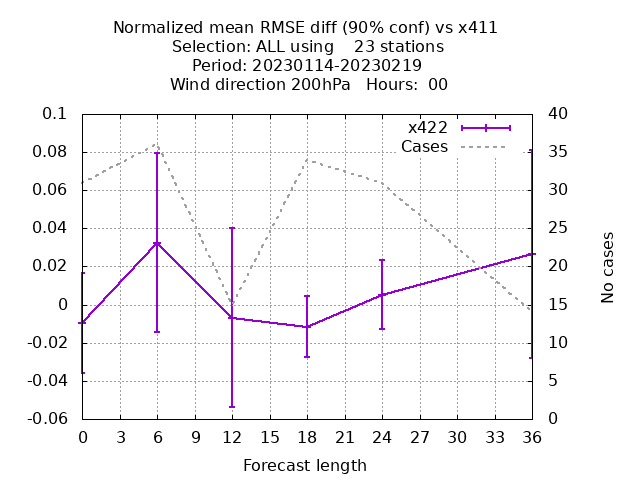 Normalized mean RMSE diff (90% conf) vs x411
Selection: ALL using    23 stations
Period: 20230114-20230219
Wind direction 200hPa   Hours:  00
x422
Cases
0.1
0.08
0.06
0.04
0.02
0
-0.02
-0.04
-0.06
40
35
30
25
20
15
10
5
0
No cases
0 3 6 9 12 15 18 21 24 27 30 33 36
Forecast length